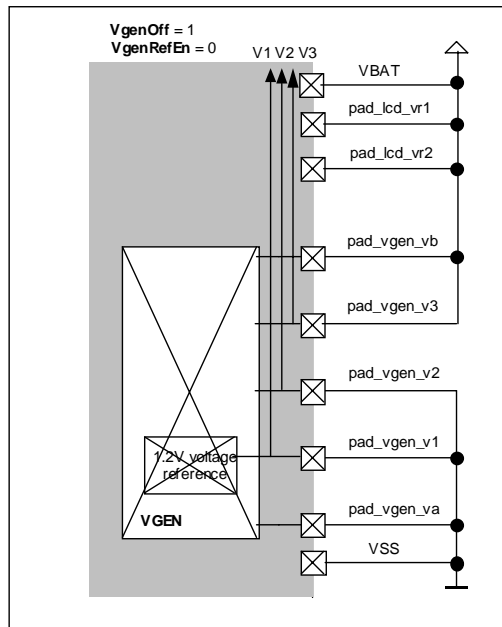 VgenOff = 1
VgenRefEn = 0
V1 V2 V3
VBAT
pad_lcd_vr1
pad_lcd_vr2
pad_vgen_vb
pad_vgen_v3
pad_vgen_v2
pad_vgen_v1
1.2V voltage
reference
pad_vgen_va
VGEN
VSS